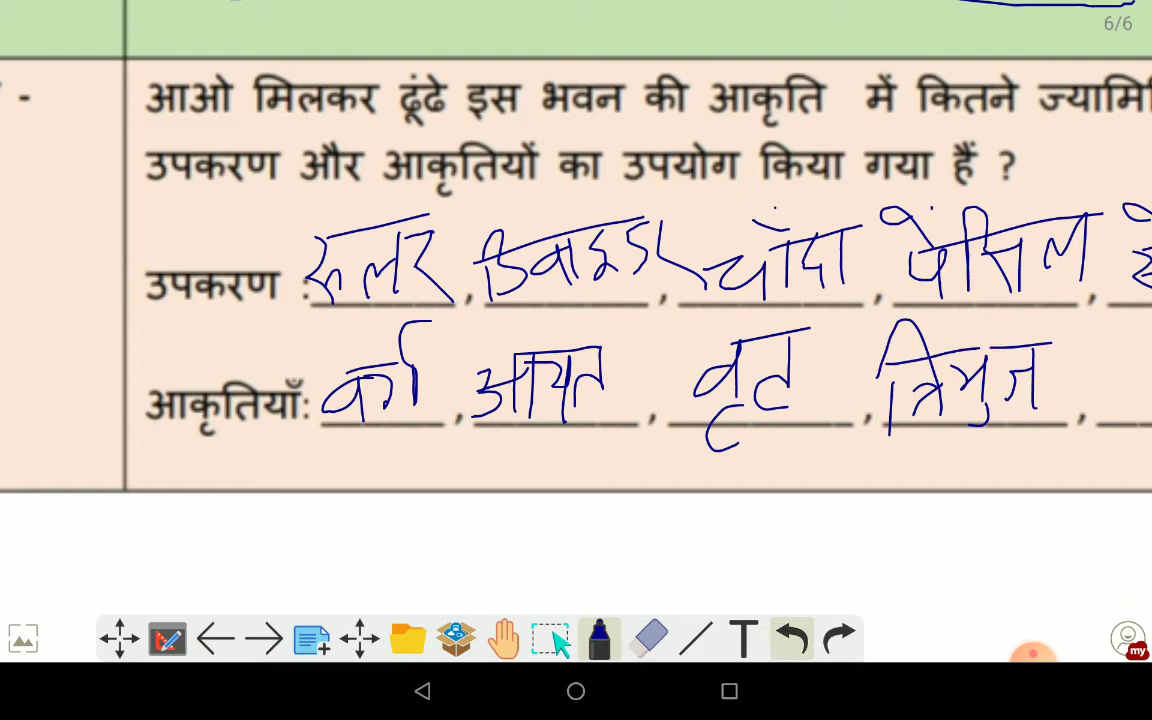 6/6
-
आओ मिलकर ढूंढे इस भवन की आकृति में कितने ज्यामि
उपकरण और आकृतियों का उपयोग किया गया हैं ?
उपकरण : रुलर , डिवाइडर , चांदा , पेंसिल ,
आकृतियाँ: वर्ग , आयत , वृत , त्रिभुज ,
T
my